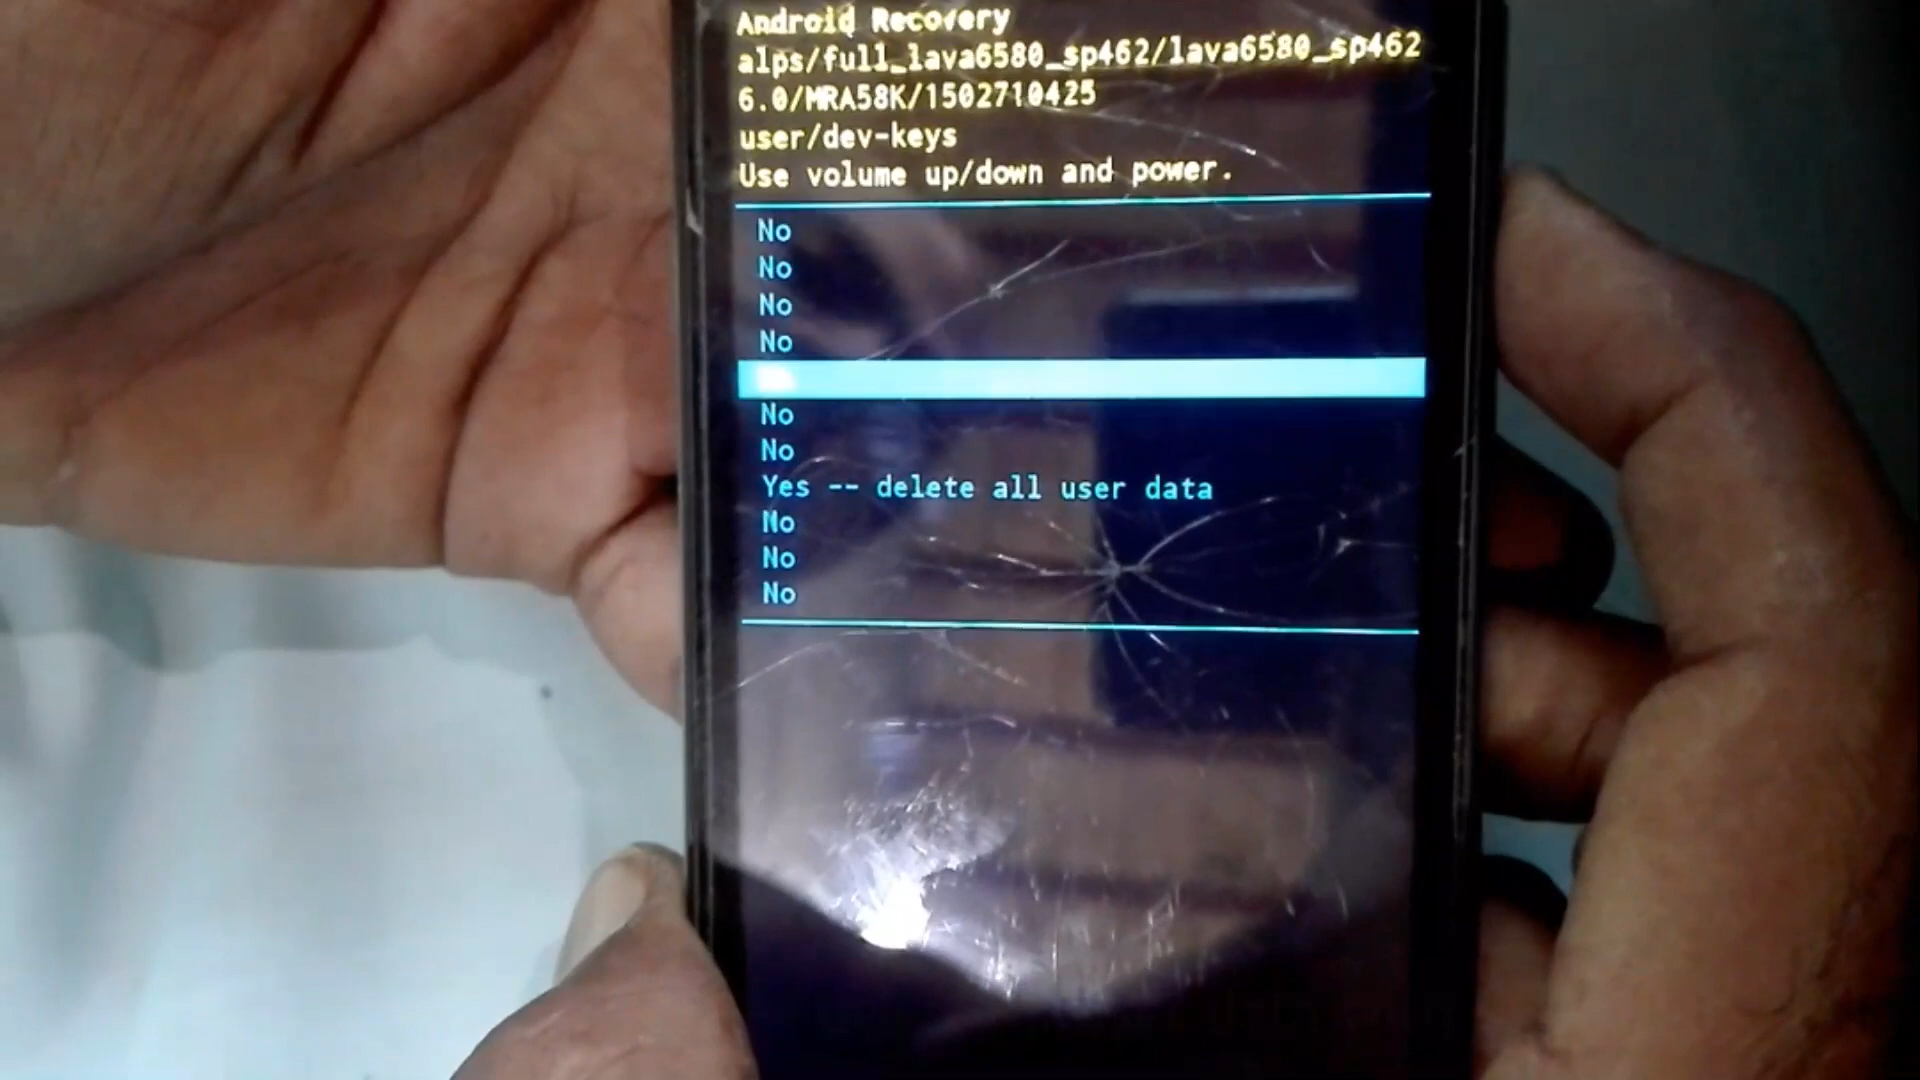 Android Recovery
alps/full_lava6580_sp462/lava6580_sp462
6.0/MRA58K/1502710425
user/dev-keys
Use volume up/down and power.
No
No
No
No
No
No
Yes -- delete all user data
No
No
No